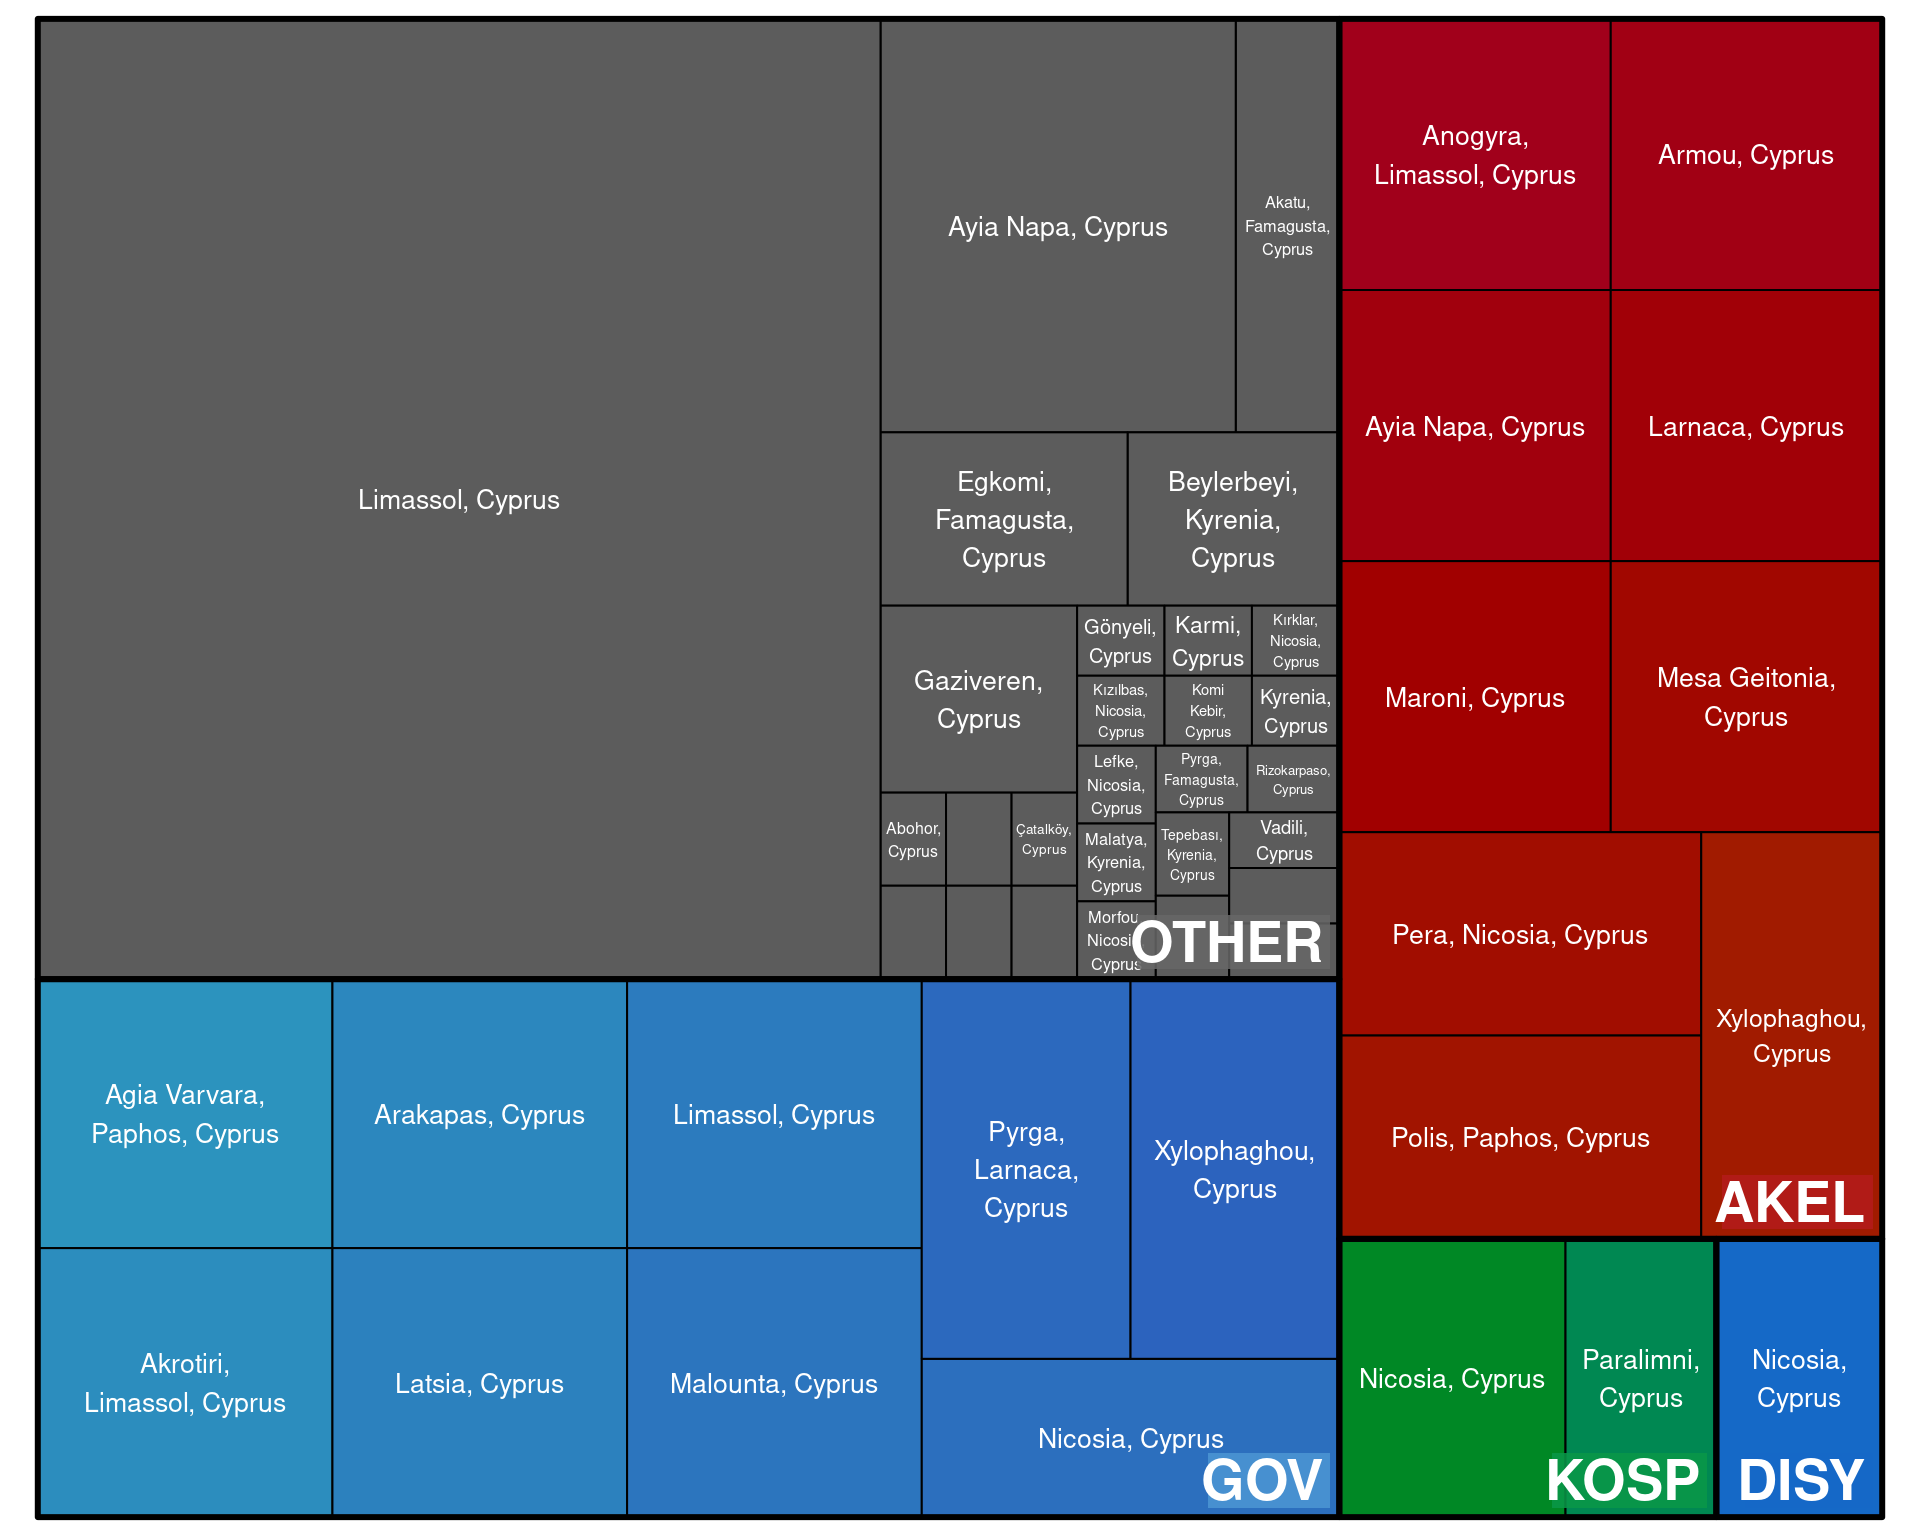 Limassol, Cyprus
Ayia Napa, Cyprus
Akatu,
Famagusta,
Cyprus
Egkomi,
Famagusta,
Cyprus
Beylerbeyi,
Kyrenia,
Cyprus
Gaziveren,
Cyprus
Gönyeli,
Cyprus
Karmi,
Cyprus
Kırklar,
Nicosia,
Cyprus
Kızılbas,
Nicosia,
Cyprus
Komi
Kebir,
Cyprus
Kyrenia,
Cyprus
Lefke,
Nicosia,
Cyprus
Pyrga,
Famagusta,
Cyprus
Rizokarpaso,
Cyprus
Abohor,
Cyprus
Çatalköy,
Cyprus
Malatya,
Kyrenia,
Cyprus
Tepebası,
Kyrenia,
Cyprus
Vadili,
Cyprus
Morfou,
Nicosia,
Cyprus
OTHER
Anogyra,
Limassol, Cyprus
Armou, Cyprus
Ayia Napa, Cyprus
Larnaca, Cyprus
Maroni, Cyprus
Mesa Geitonia,
Cyprus
Pera, Nicosia, Cyprus
Polis, Paphos, Cyprus
Xylophaghou,
Cyprus
AKEL
Agia Varvara,
Paphos, Cyprus
Arakapas, Cyprus
Limassol, Cyprus
Akrotiri,
Limassol, Cyprus
Latsia, Cyprus
Malounta, Cyprus
Pyrga,
Larnaca,
Cyprus
Xylophaghou,
Cyprus
Nicosia, Cyprus
GOV
Nicosia, Cyprus
Paralimni,
Cyprus
KOSP
Nicosia,
Cyprus
DISY